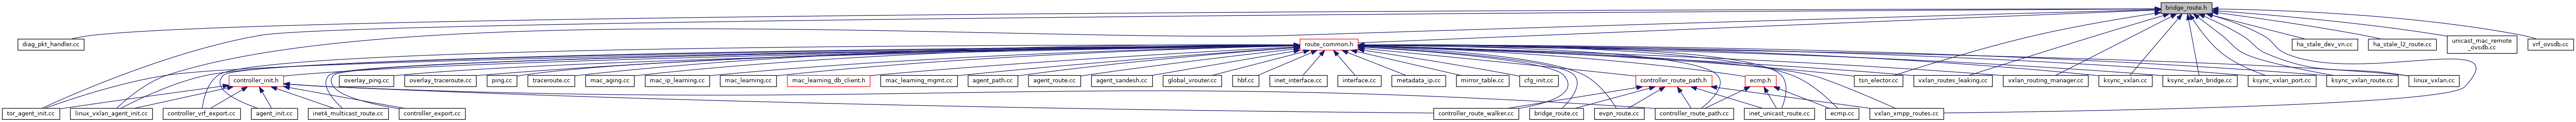 bridge_route.h
diag_pkt_handler.cc
route_common.h
ha_stale_dev_vn.cc
ha_stale_l2_route.cc
unicast_mac_remote
_ovsdb.cc
vrf_ovsdb.cc
controller_init.h
overlay_ping.cc
overlay_traceroute.cc
ping.cc
traceroute.cc
mac_aging.cc
mac_ip_learning.cc
mac_learning.cc
mac_learning_db_client.h
mac_learning_mgmt.cc
agent_path.cc
agent_route.cc
agent_sandesh.cc
global_vrouter.cc
hbf.cc
inet_interface.cc
interface.cc
metadata_ip.cc
mirror_table.cc
cfg_init.cc
controller_route_path.h
ecmp.h
tsn_elector.cc
vxlan_routes_leaking.cc
vxlan_routing_manager.cc
ksync_vxlan.cc
ksync_vxlan_bridge.cc
ksync_vxlan_port.cc
ksync_vxlan_route.cc
linux_vxlan.cc
tor_agent_init.cc
linux_vxlan_agent_init.cc
controller_vrf_export.cc
agent_init.cc
inet4_multicast_route.cc
controller_export.cc
controller_route_walker.cc
bridge_route.cc
evpn_route.cc
controller_route_path.cc
inet_unicast_route.cc
ecmp.cc
vxlan_xmpp_routes.cc